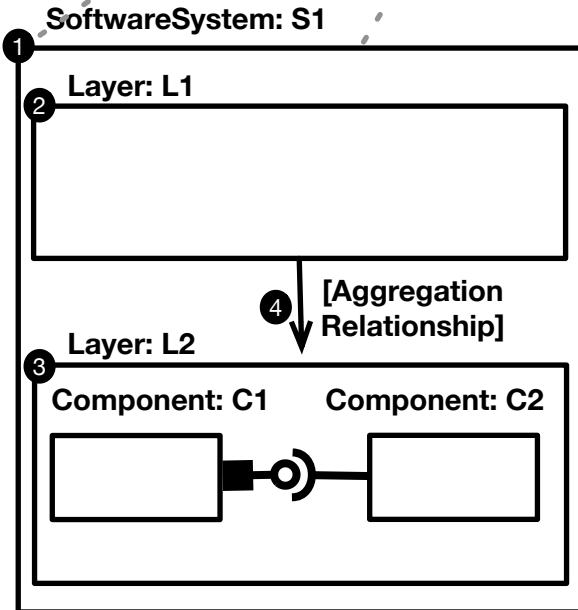 SoftwareSystem: S1
1
Layer: L1
2
4
[Aggregation
Relationship]
Layer: L2
3
Component: C1 Component: C2